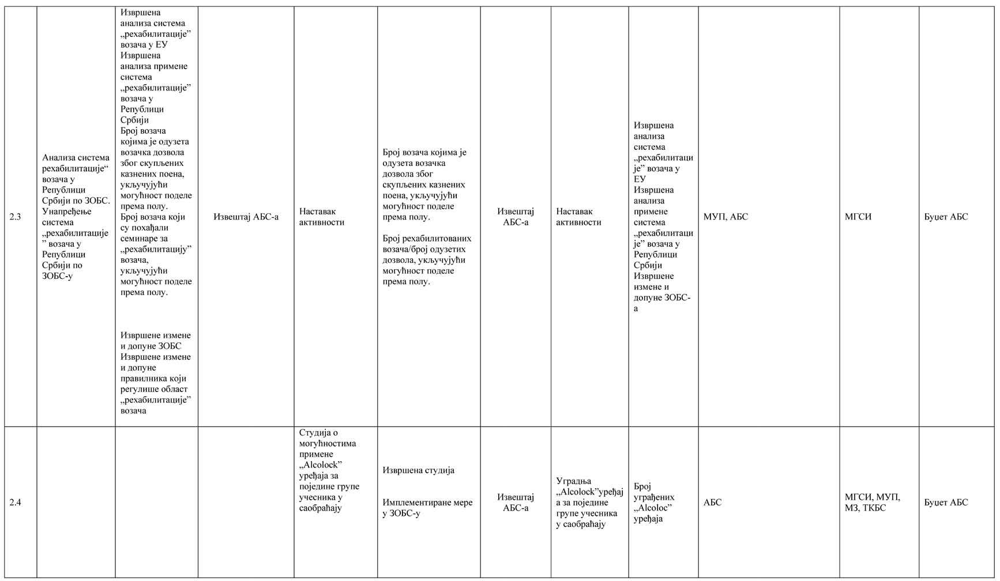 2.3
Анализа система
рехабилитације“
возача у
Републици
Србији по ЗОБС.
Унапређење
система
„рехабилитације
” возача у
Републици
Србији по
ЗОБС-у
Извршена
анализа система
„рехабилитације”
возача у ЕУ
Извршена
анализа примене
система
„рехабилитације”
возача у
Републици
Србији
Број возача
којима је одузета
возачка дозвола
због скупљених
казнених поена,
укључујући
могућност поделе
према полу.
Број возача који
су похађали
семинаре за
„рехабилитацију”
возача,
укључујући
могућност поделе
према полу.
Извршене измене
и допуне ЗОБС
Извршене измене
и допуне
правилника који
регулише област
„рехабилитације”
возача
Извештај АБС-а
Наставак
активности
Број возача којима је
одузета возачка
дозвола због
скупљених казнених
поена, укључујући
могућност поделе
према полу.
Број рехабилитованих
возача/број одузетих
дозвола, укључујући
могућност поделе
према полу.
Извештај
АБС-а
Наставак
активности
Извршена
анализа
система
„рехабилитаци
је” возача у
ЕУ
Извршена
анализа
примене
система
„рехабилитаци
је” возача у
Републици
Србији
Извршене
измене и
допуне ЗОБС-
а
МУП, АБС
МГСИ
Буџет АБС
2.4
Студија о
могућностима
примене
„Alcolock”
уређаја за
поједине групе
учесника у
саобраћају
Извршена студија
Имплементиране мере
у ЗОБС-у
Извештај
АБС-а
Уградња
„Alcolock”уређај
а за поједине
групе учесника
у саобраћају
Број
уграђених
„Alcoloc”
уређаја
АБС
МГСИ, МУП,
МЗ, ТКБС
Буџет АБС